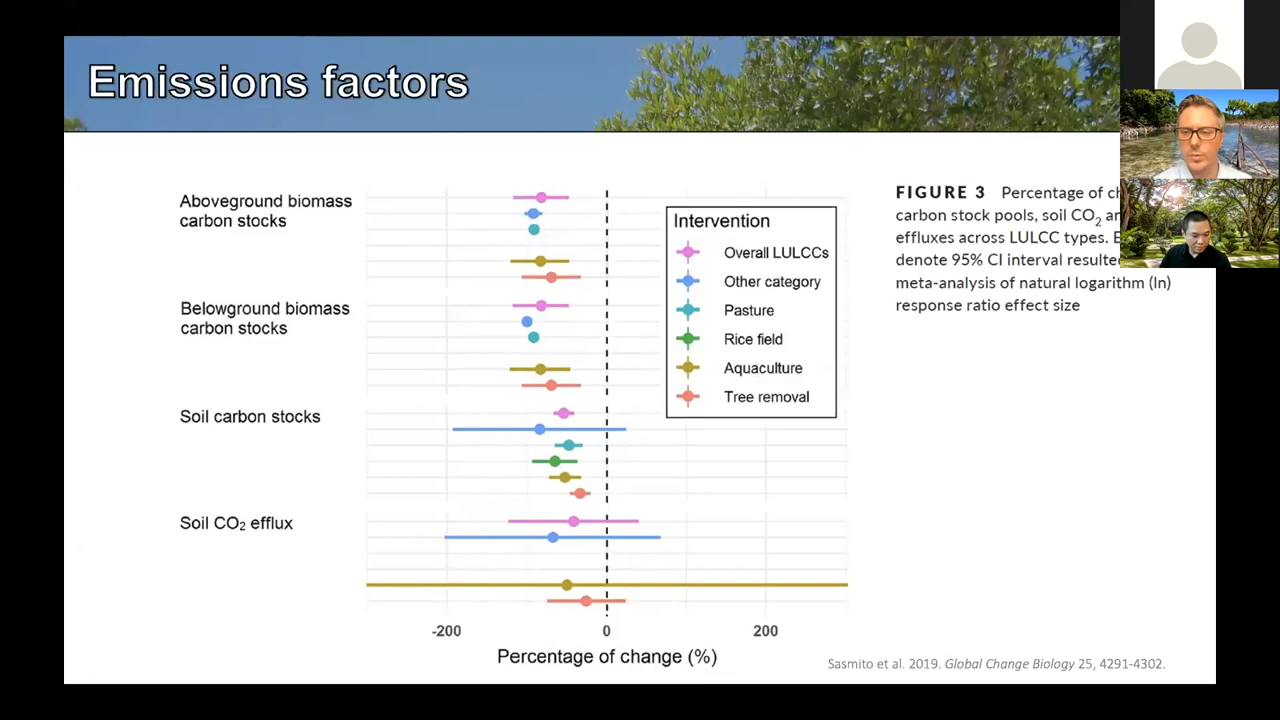 Emissions factors
Aboveground biomass
carbon stocks
Belowground biomass
carbon stocks
Soil carbon stocks
Soil CO2 efflux
-200
0
200
Percentage of change (%)
Intervention
Overall LULCCs
Other category
Pasture
Rice field
Aquaculture
Tree removal
FIGURE 3 Percentage of
carbon stock pools, soil CO2
effluxes across LULCC types.
denote 95% CI interval
meta-analysis of natural logarithm (ln)
response ratio effect size
Sasmito et al. 2019. Global Change Biology 25, 4291-4302.